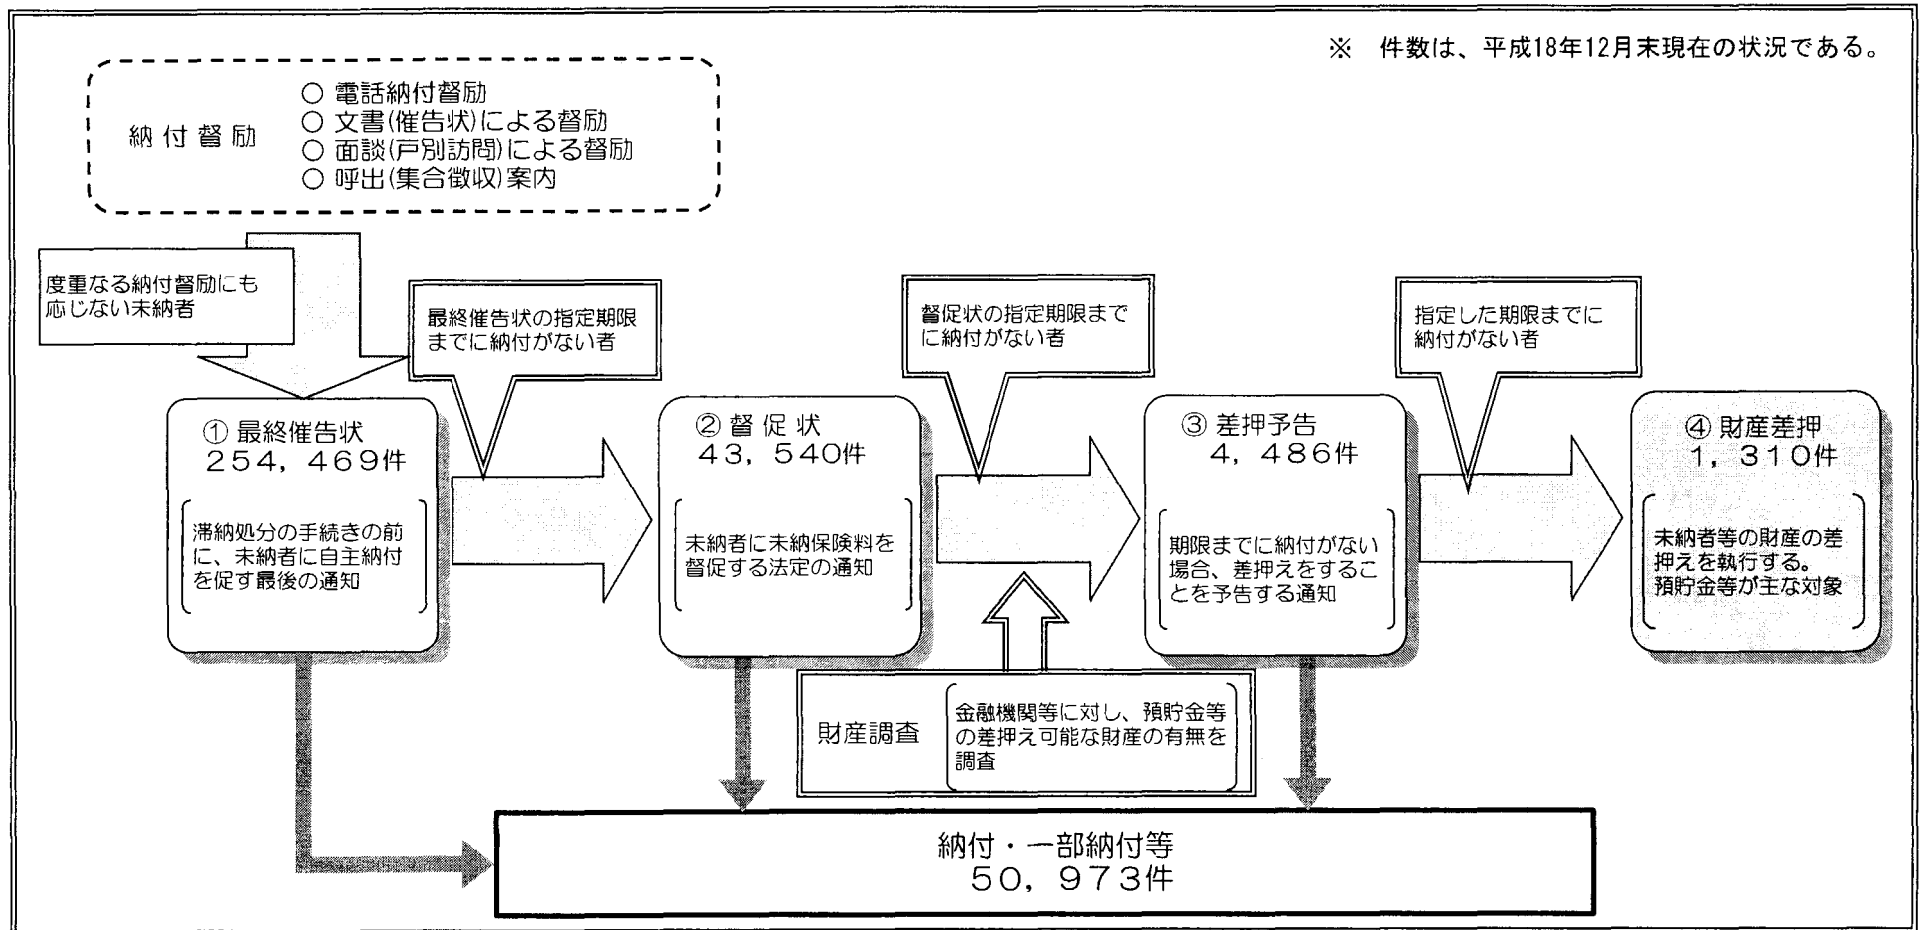 ※ 件数は、平成18年12月末現在の状況である。
納付督励
○ 電話納付督励
○ 文書(催告状)による督励
○ 面談(戸別訪問)による督励
○ 呼出(集合徴収)案内
度重なる納付督励にも
応じない未納者
最終催告状の指定期限
までに納付がない者
督促状の指定期限まで
に納付がない者
指定した期限までに
納付がない者
① 最終催告状
254,469件
滞納処分の手続きの前
に、未納者に自主納付
を促す最後の通知
② 督促状
43,540件
未納者に未納保険料を
督促する法定の通知
③ 差押予告
4,486件
期限までに納付がない
場合、差押えをするこ
とを予告する通知
④ 財産差押
1,310件
未納者等の財産の差
押えを執行する。
預貯金等が主な対象
財産調査
金融機関等に対し、預貯金等
の差押え可能な財産の有無を
調査
納付・一部納付等
50,973件